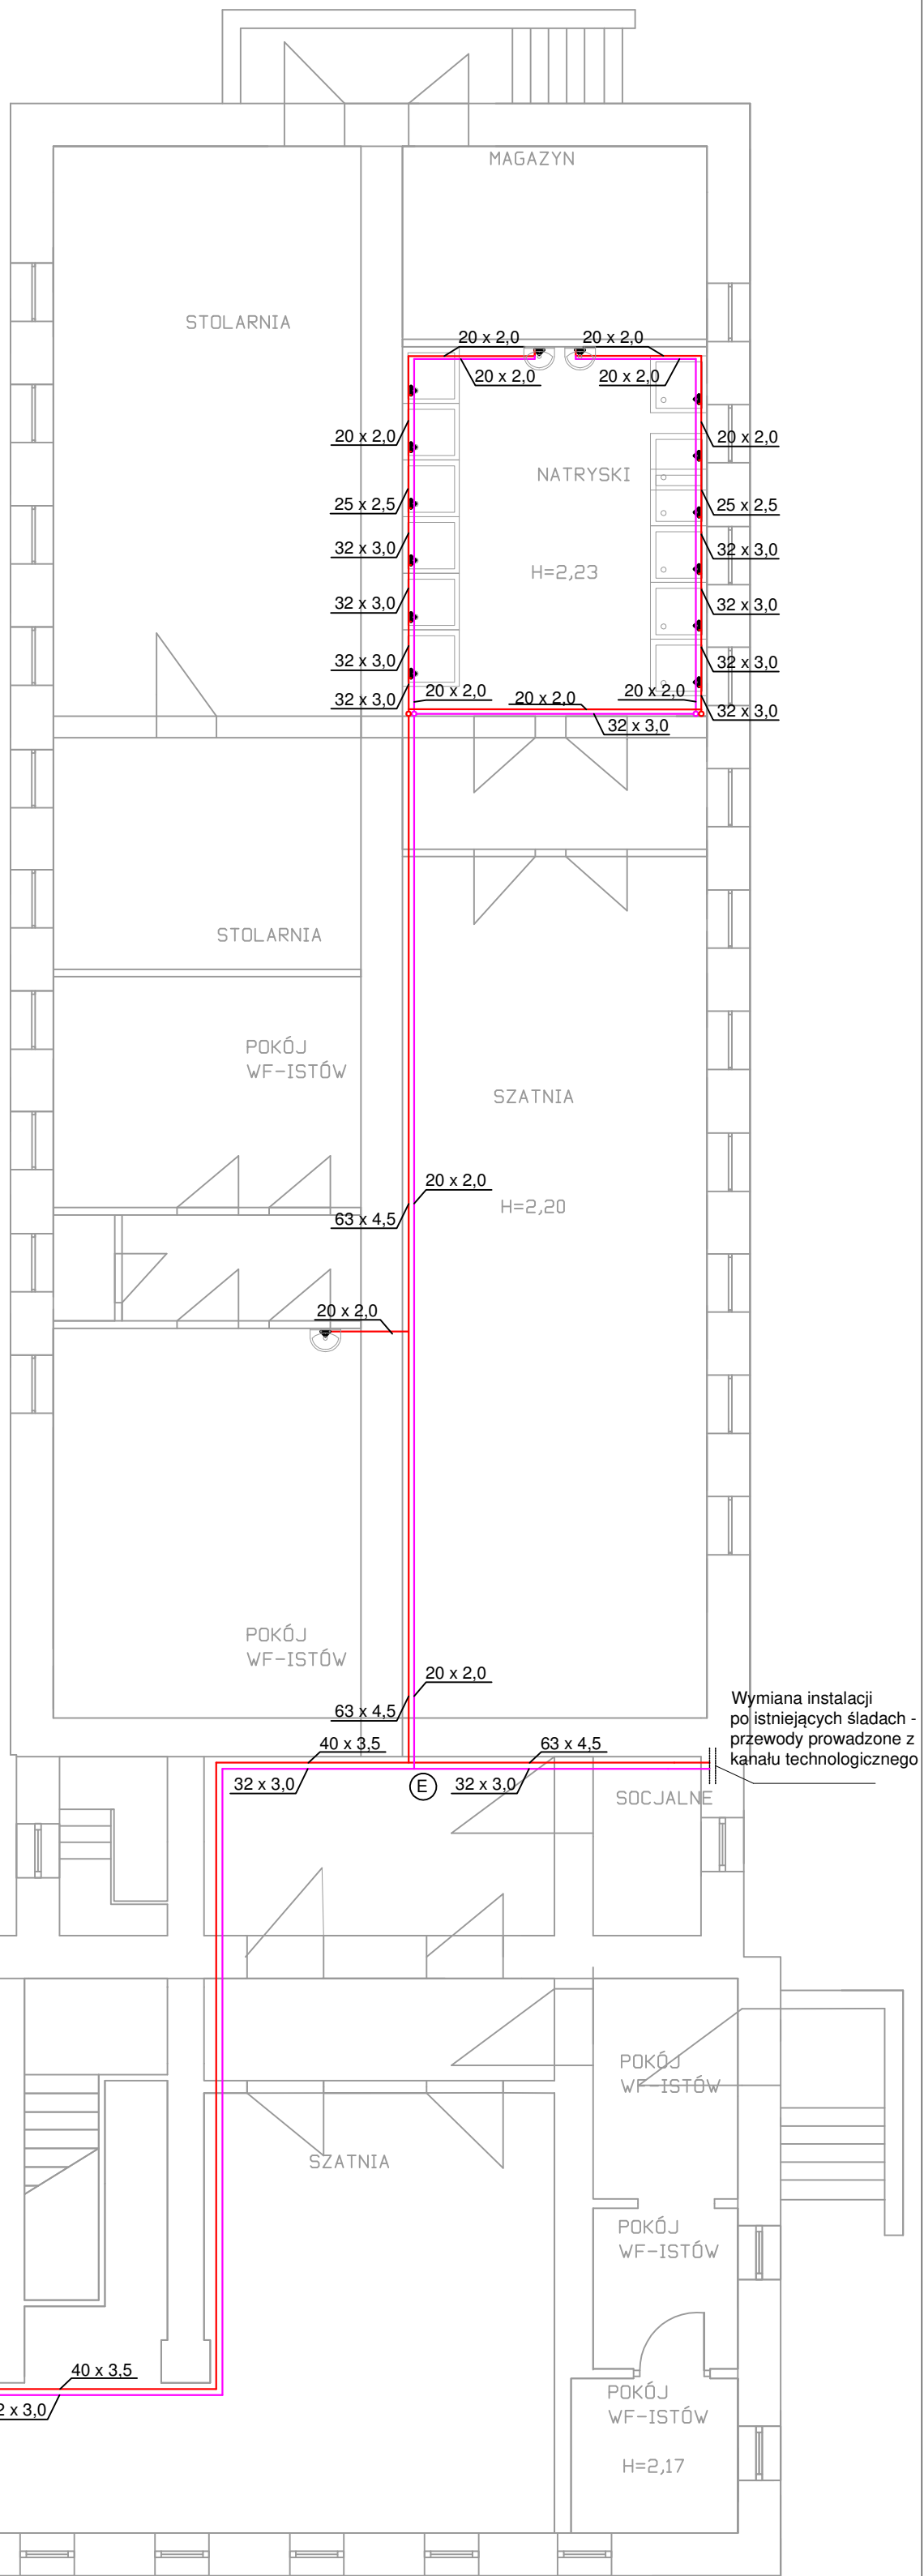 MAGAZYN
STOLARNIA
20 x 2,0
20 x 2,0
20 x 2,0
20 x 2,0
20 x 2,0
20 x 2,0
NATRYSKI
25 x 2,5
25 x 2,5
32 x 3,0
32 x 3,0
H=2,23
32 x 3,0
32 x 3,0
32 x 3,0
32 x 3,0
20 x 2,0
20 x 2,0
20 x 2,0
32 x 3,0
32 x 3,0
32 x 3,0
STOLARNIA
POKÓJ
WF-ISTÓW
SZATNIA
20 x 2,0
H=2,20
63 x 4,5
20 x 2,0
POKÓJ
WF-ISTÓW
20 x 2,0
63 x 4,5
Wymiana instalacji
po istniejących śladach -
przewody prowadzone z
kanału technologicznego
40 x 3,5
63 x 4,5
32 x 3,0
E
32 x 3,0
SOCJALNE
POKÓJ
WF-ISTÓW
SZATNIA
POKÓJ
WF-ISTÓW
40 x 3,5
2 x 3,0
POKÓJ
WF-ISTÓW
H=2,17